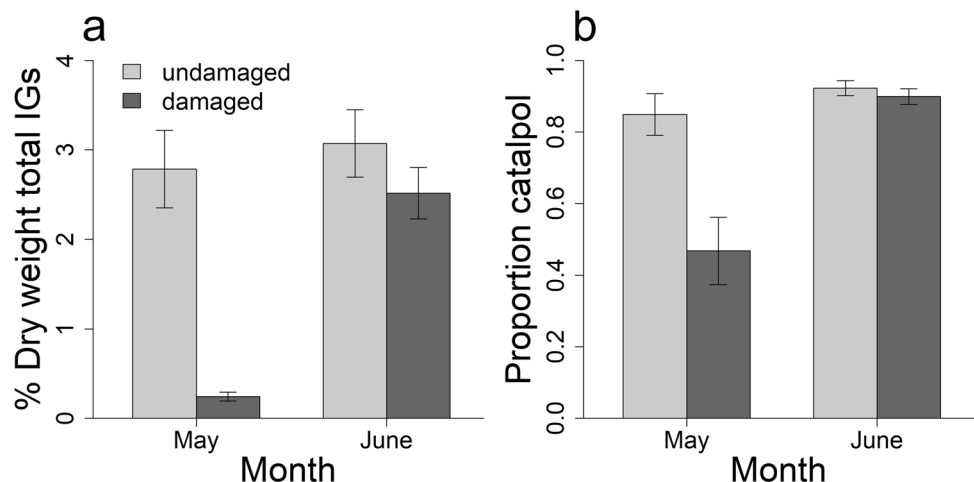 a
% Dry weight total IGs
4
3
2
1
0
undamaged
damaged
May
June
Month
b
Proportion catalpol
1.0
0.8
0.6
0.4
0.2
0.0
May
June
Month